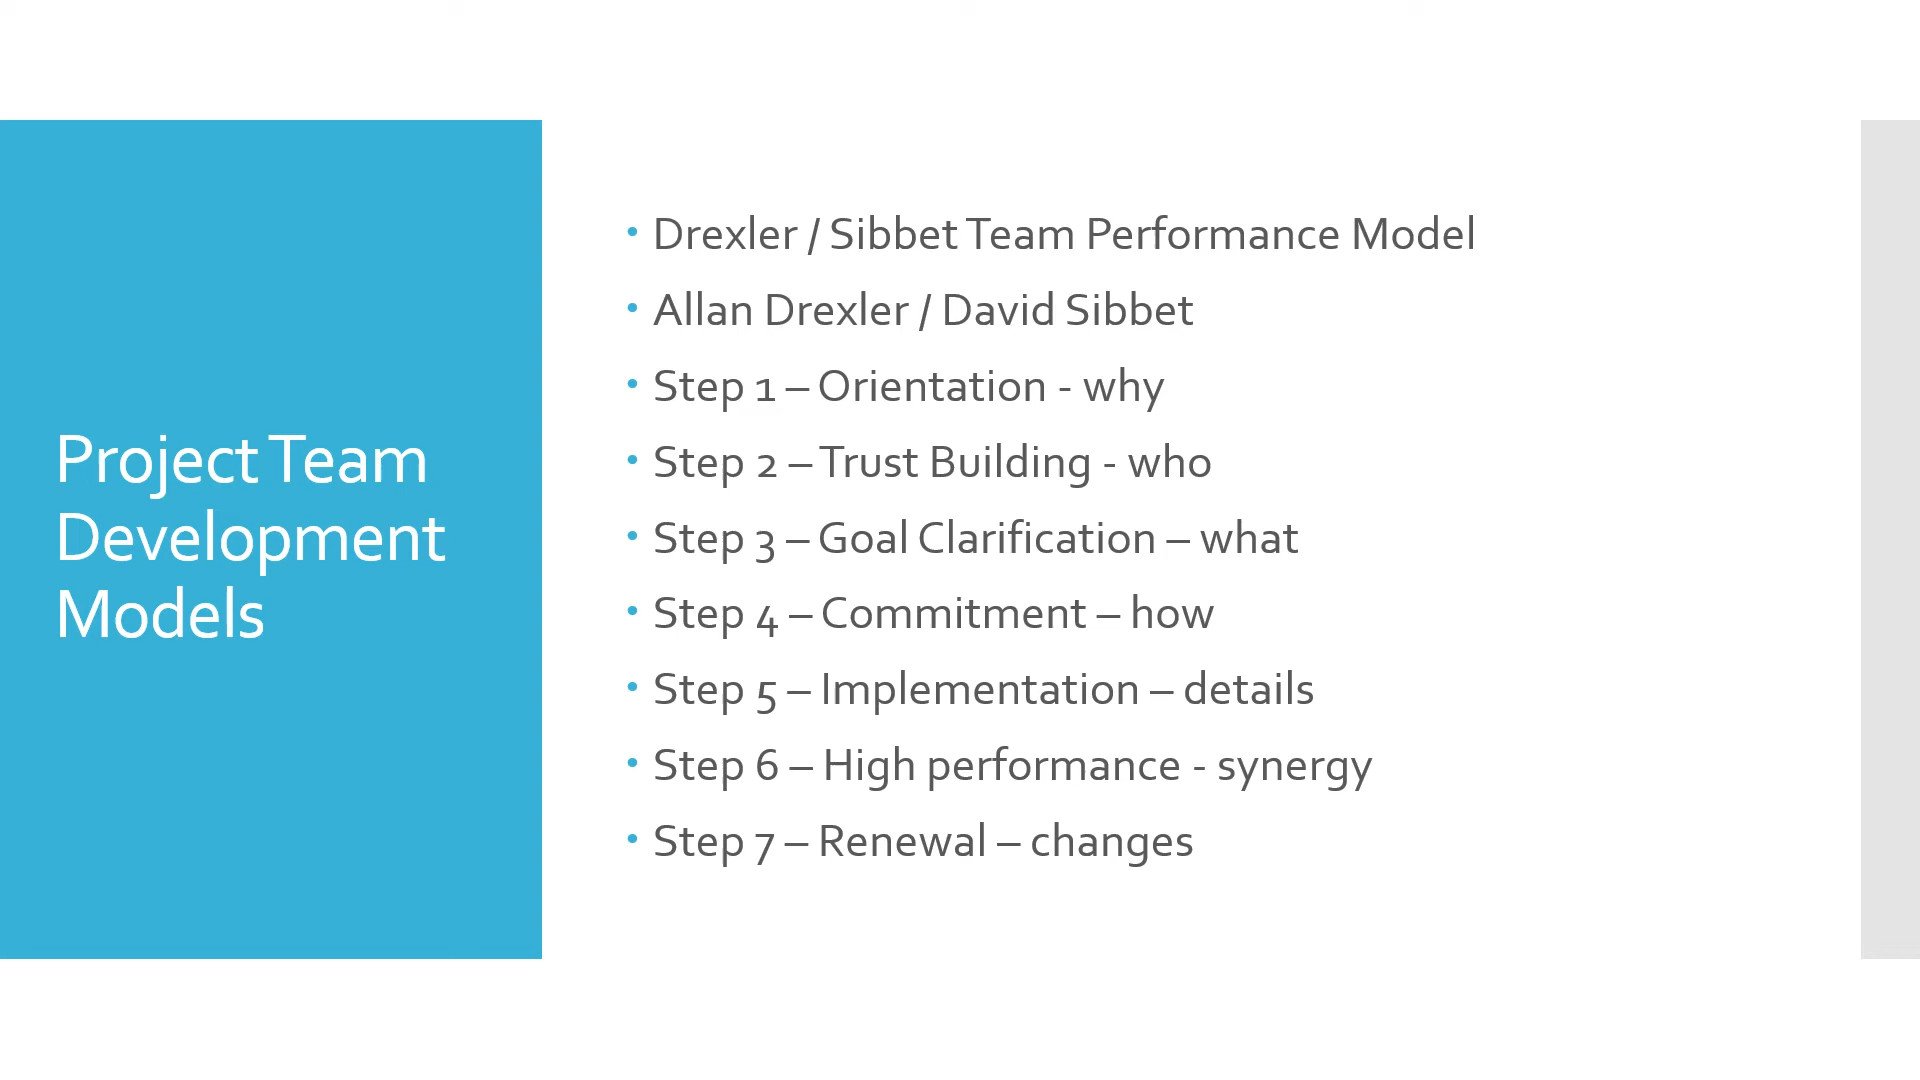 Project Team
Development
Models
Drexler / Sibbet Team Performance Model
Allan Drexler / David Sibbet
Step 1 – Orientation - why
Step 2 – Trust Building - who
Step 3 – Goal Clarification – what
Step 4 – Commitment – how
Step 5 – Implementation – details
Step 6 – High performance - synergy
Step 7 – Renewal – changes